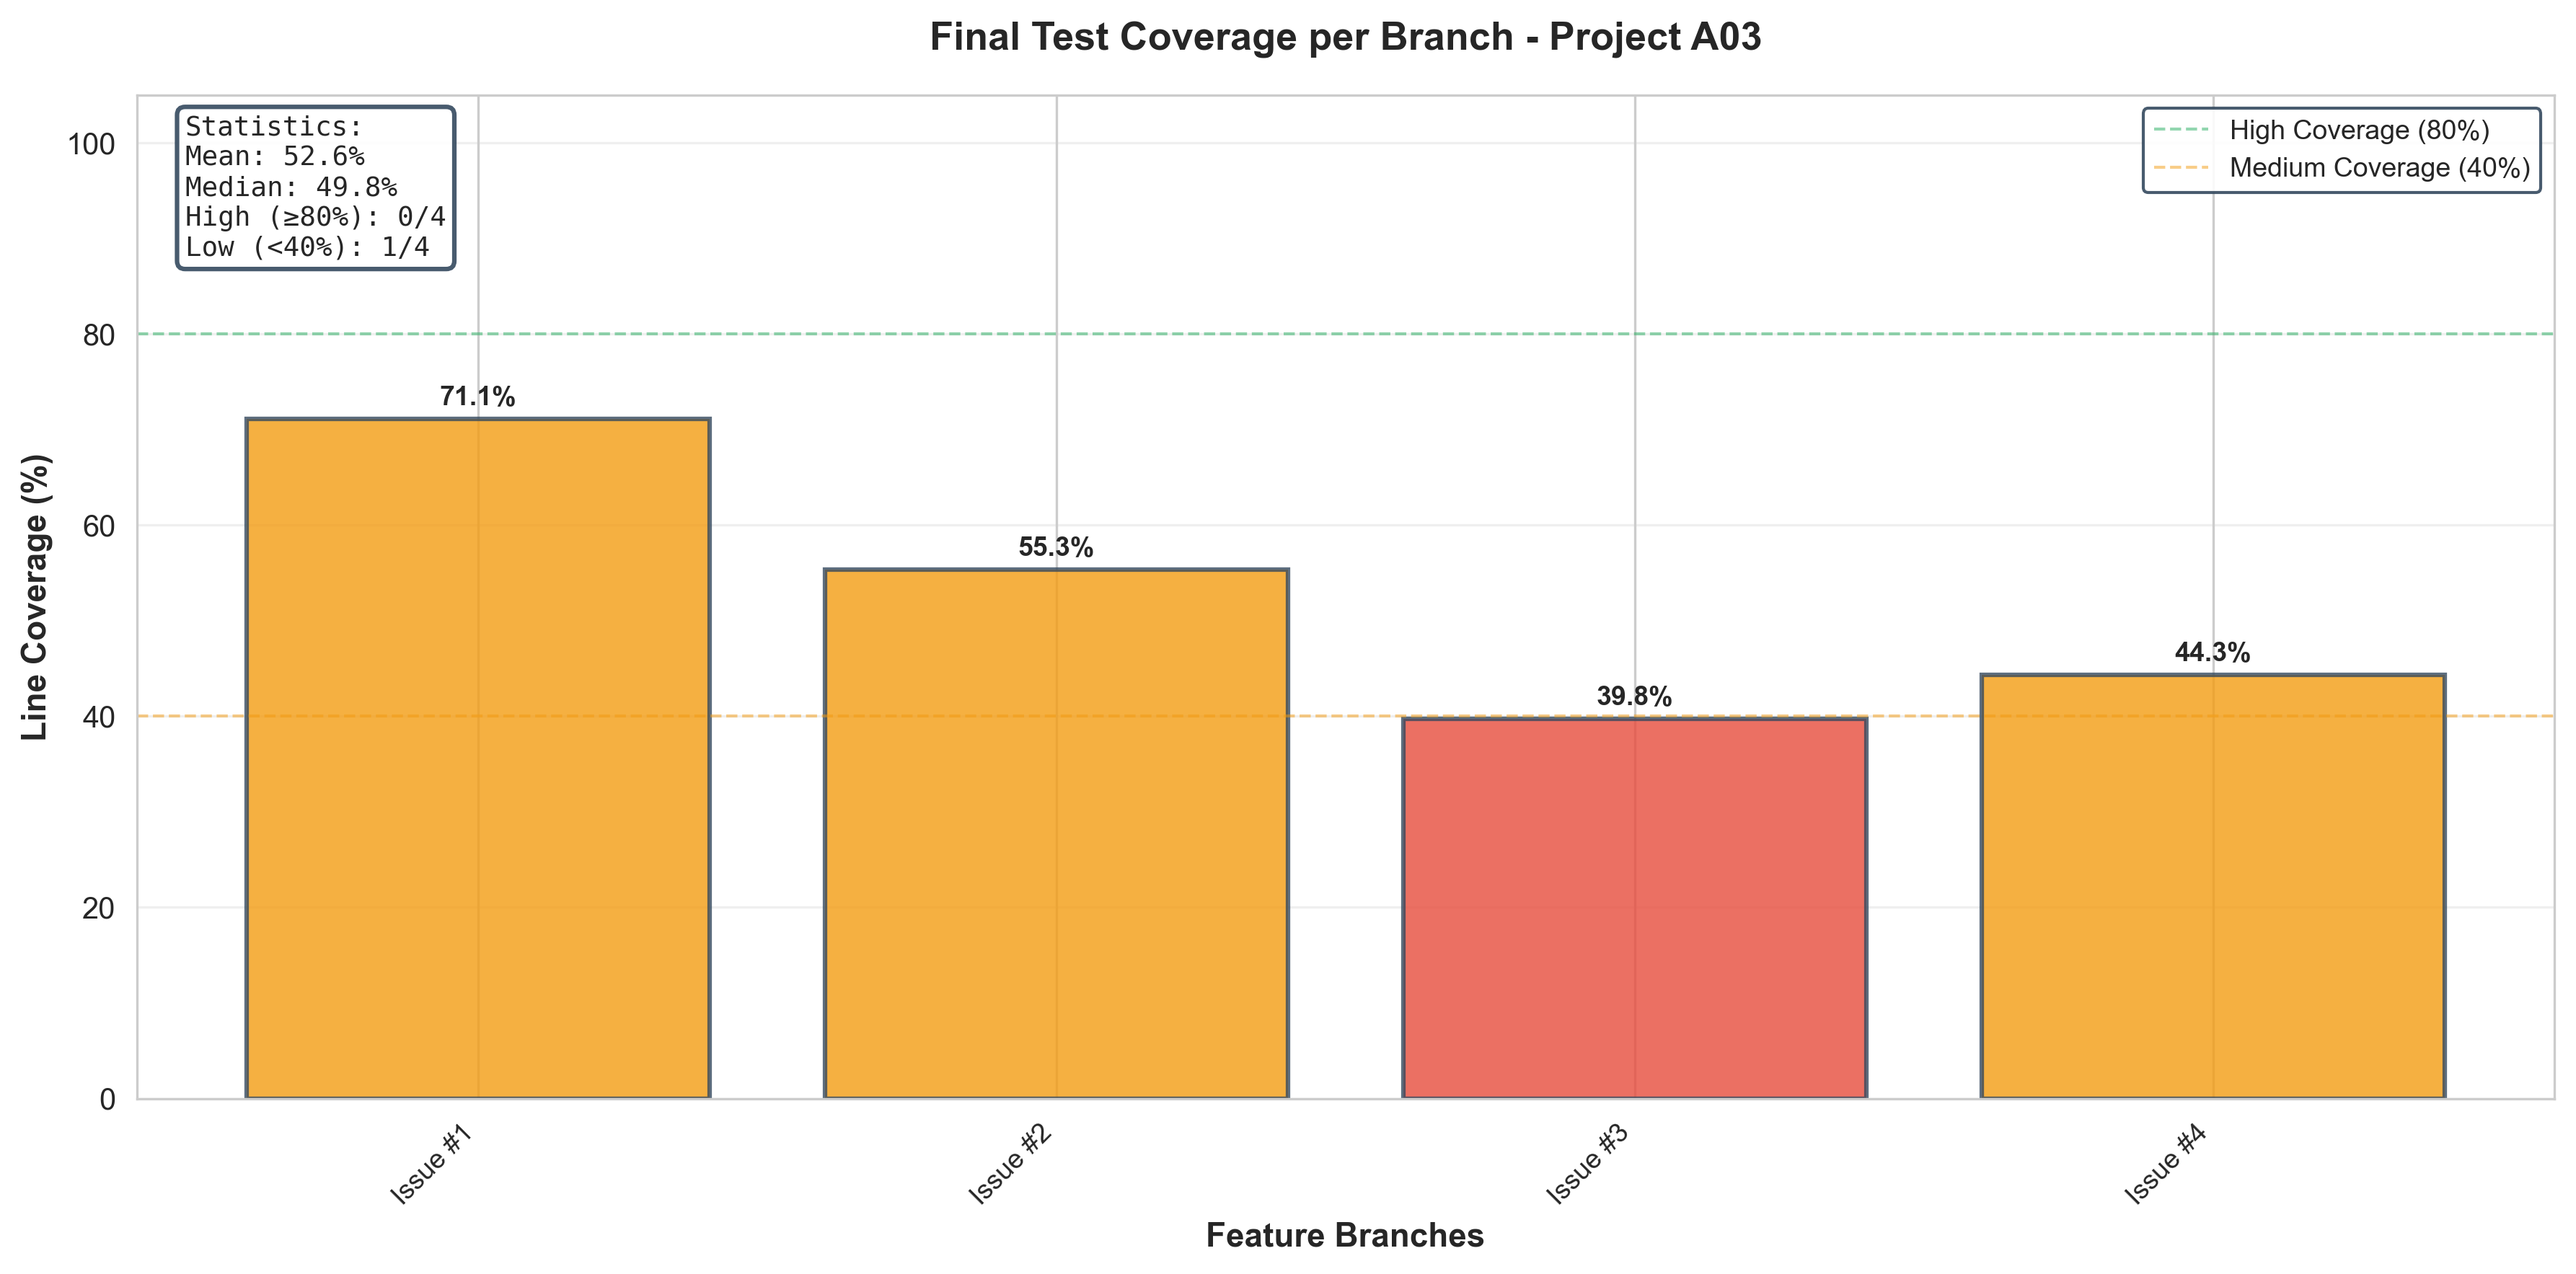 Final Test Coverage per Branch - Project A03
Statistics:
Mean: 52.6%
Median: 49.8%
High (≥80%): 0/4
Low (<40%): 1/4
High Coverage (80%)
Medium Coverage (40%)
Line Coverage (%)
100
80
60
40
20
0
71.1%
55.3%
39.8%
44.3%
Issue #1
Issue #2
Issue #3
Issue #4
Feature Branches